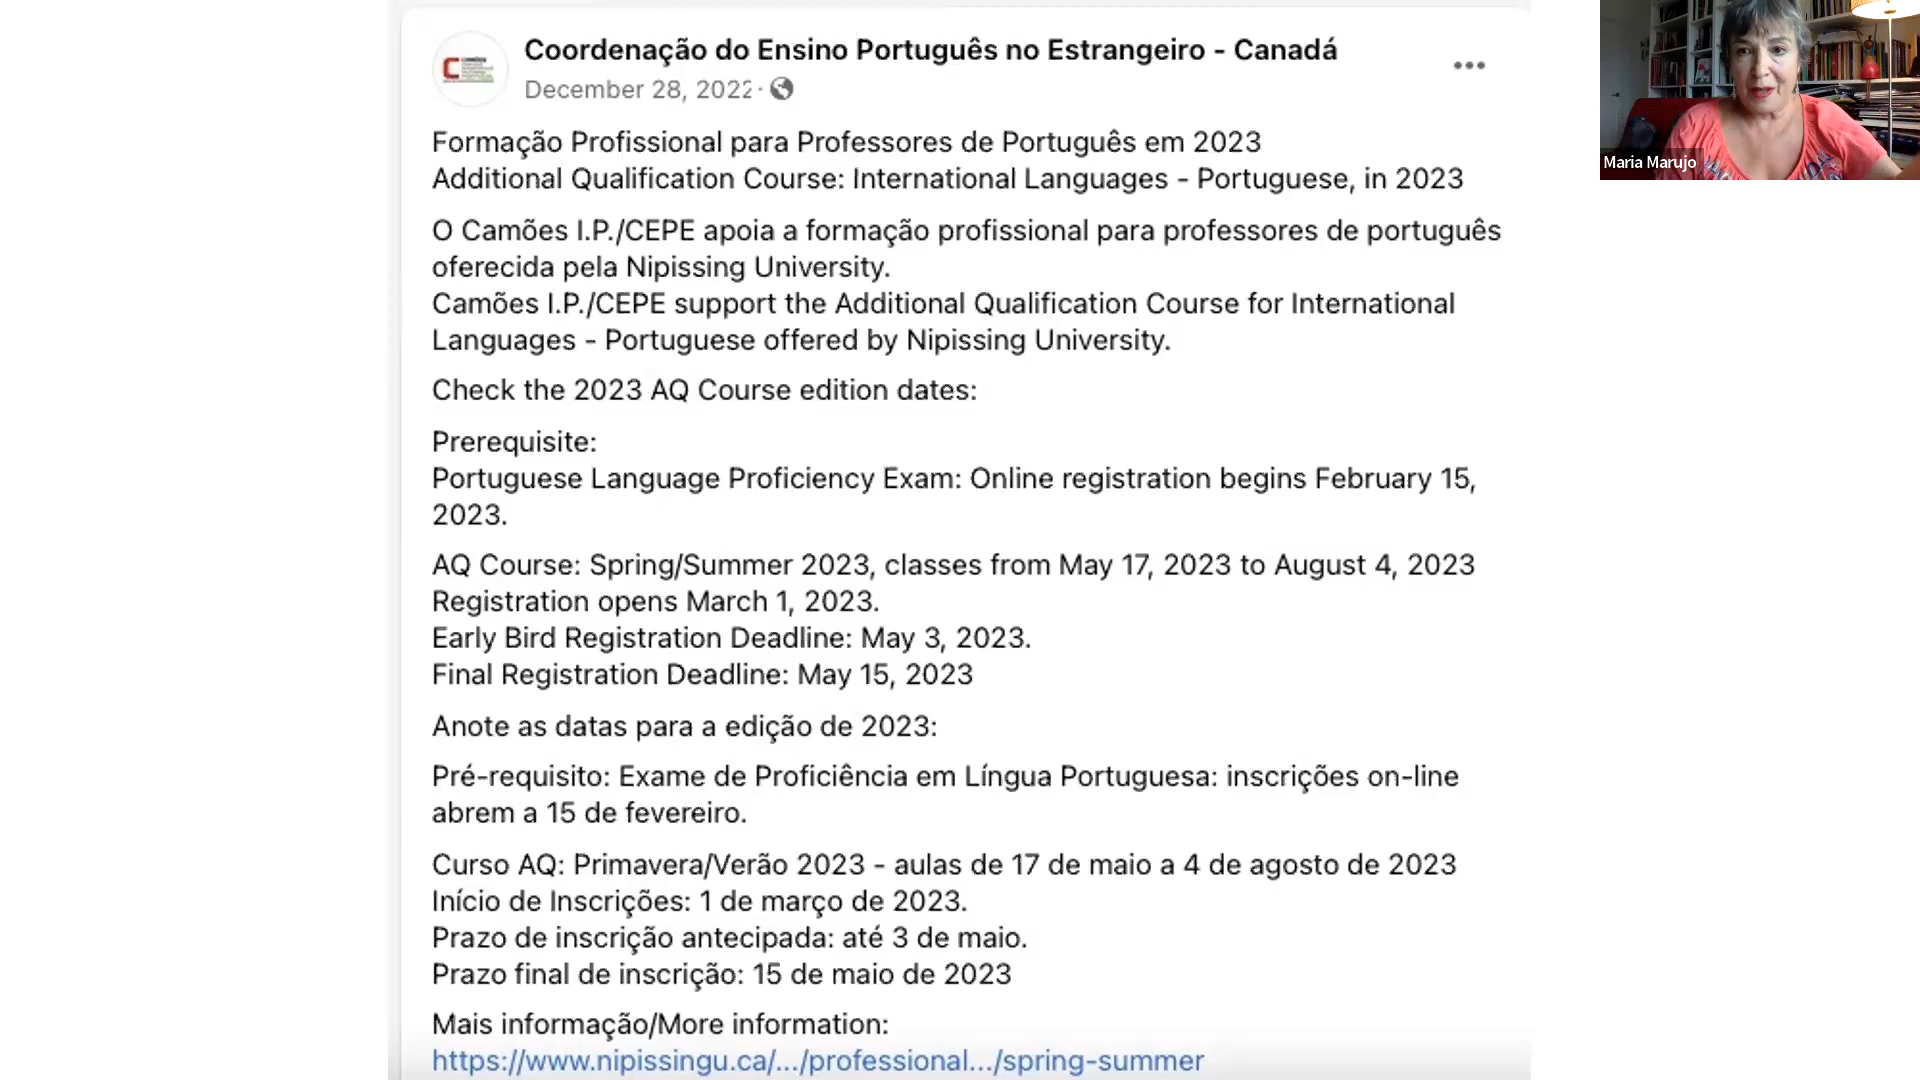 Coordenação do Ensino Português no Estrangeiro - Canadá
December 28, 2022 ·
Formação Profissional para Professores de Português em 2023
Additional Qualification Course: International Languages - Portuguese, in 2023
O Camões I.P./CEPE apoia a formação profissional para professores de português
oferecida pela Nipissing University.
Camões I.P./CEPE support the Additional Qualification Course for International
Languages - Portuguese offered by Nipissing University.
Check the 2023 AQ Course edition dates:
Prerequisite:
Portuguese Language Proficiency Exam: Online registration begins February 15,
2023.
AQ Course: Spring/Summer 2023, classes from May 17, 2023 to August 4, 2023
Registration opens March 1, 2023.
Early Bird Registration Deadline: May 3, 2023.
Final Registration Deadline: May 15, 2023
Anote as datas para a edição de 2023:
Pré-requisito: Exame de Proficiência em Língua Portuguesa: inscrições on-line
abrem a 15 de fevereiro.
Curso AQ: Primavera/Verão 2023 - aulas de 17 de maio a 4 de agosto de 2023
Início de Inscrições: 1 de março de 2023.
Prazo de inscrição antecipada: até 3 de maio.
Prazo final de inscrição: 15 de maio de 2023
Mais informação/More information:
https://www.nipissingu.ca/.../professional.../spring-summer
Maria Marujo